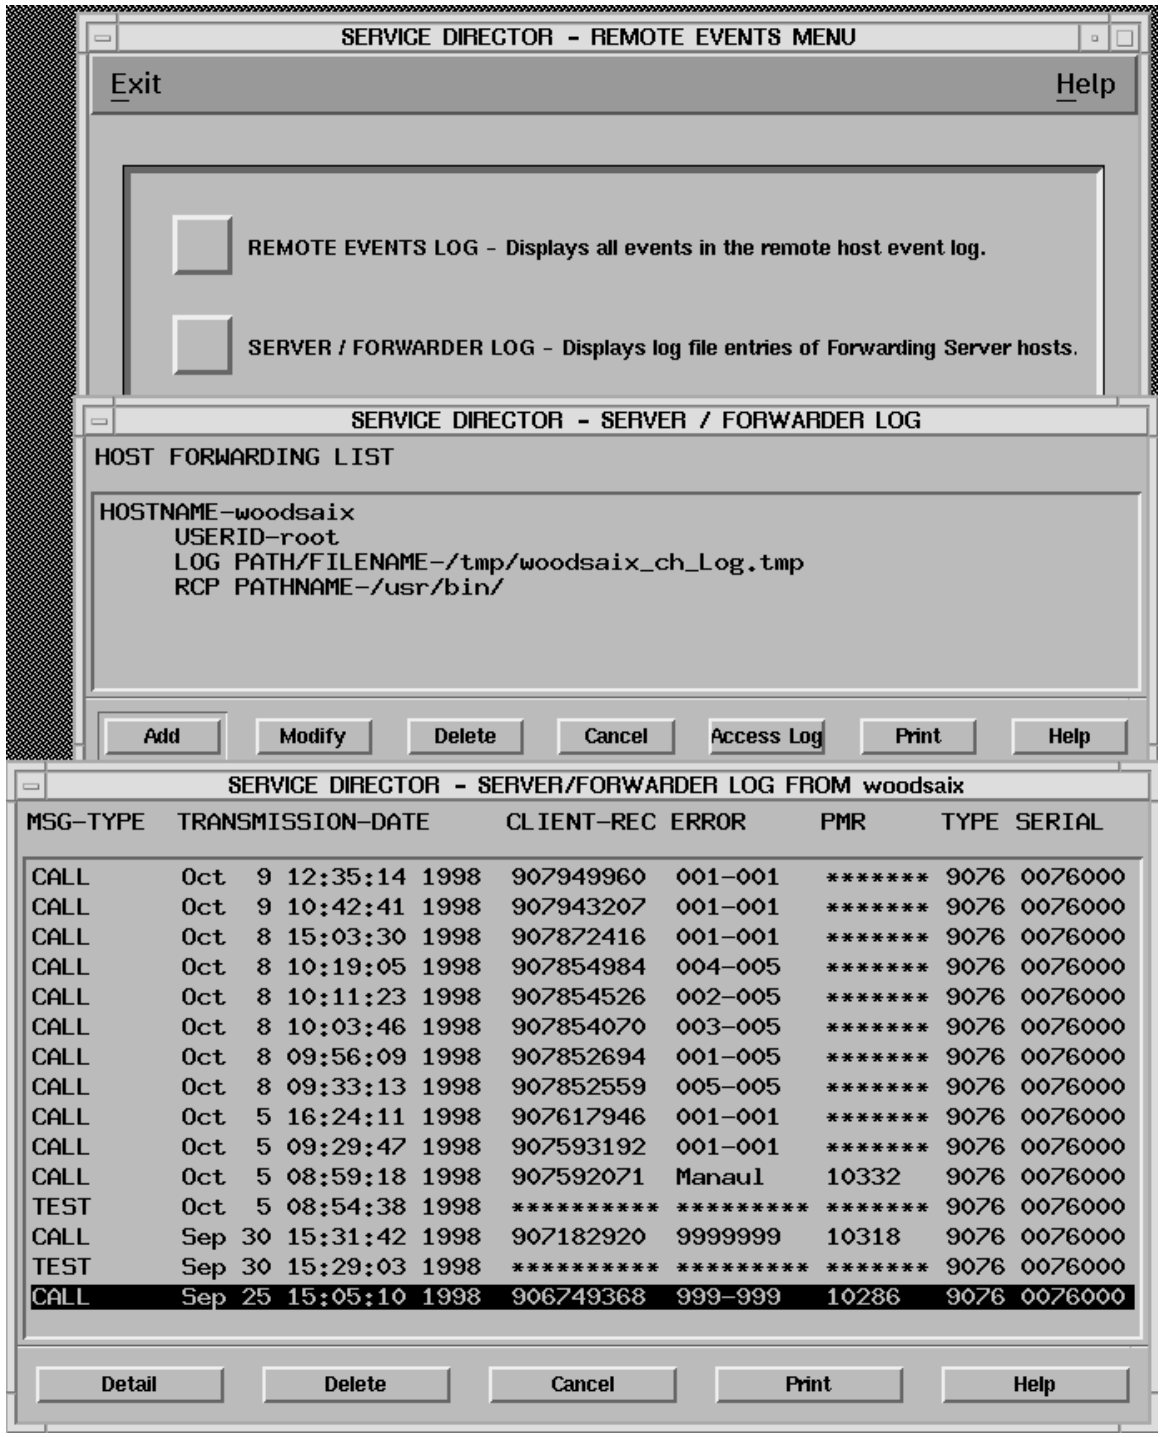 SERVICE DIRECTOR - REMOTE EVENTS MENU
Exit Help
REMOTE EVENTS LOG - Displays all events in the remote host event log.
SERVER / FORWARDER LOG - Displays log file entries of Forwarding Server hosts.
SERVICE DIRECTOR - SERVER / FORWARDER LOG
HOST FORWARDING LIST
HOSTNAME-woodsaix
USERID-root
LOG PATH/FILENAME-/tmp/woodsaix_ch_Log.tmp
RCP PATHNAME-/usr/bin/
Add Modify Delete Cancel Access Log Print Help
SERVICE DIRECTOR - SERVER/FORWARDER LOG FROM woodsaix
MSG-TYPE TRANSMISSION-DATE CLIENT-REC ERROR PMR TYPE SERIAL
CALL Oct 9 12:35:14 1998 907949960 001-001 ******* 9076 0076000
CALL Oct 9 10:42:41 1998 907943207 001-001 ******* 9076 0076000
CALL Oct 8 15:03:30 1998 907872416 001-001 ******* 9076 0076000
CALL Oct 8 10:19:05 1998 907854984 004-005 ******* 9076 0076000
CALL Oct 8 10:11:23 1998 907854526 002-005 ******* 9076 0076000
CALL Oct 8 10:03:46 1998 907854070 003-005 ******* 9076 0076000
CALL Oct 8 09:56:09 1998 907852694 001-005 ******* 9076 0076000
CALL Oct 8 09:33:13 1998 907852559 005-005 ******* 9076 0076000
CALL Oct 5 16:24:11 1998 907617946 001-001 ******* 9076 0076000
CALL Oct 5 09:29:47 1998 907593192 001-001 ******* 9076 0076000
CALL Oct 5 08:59:18 1998 907592071 Manaul 10332 9076 0076000
TEST Oct 5 08:54:38 1998 ********** ********* ******* 9076 0076000
CALL Sep 30 15:31:42 1998 907182920 9999999 10318 9076 0076000
TEST Sep 30 15:29:03 1998 ********** ********* ******* 9076 0076000
CALL Sep 25 15:05:10 1998 906749368 999-999 10286 9076 0076000
Detail Delete Cancel Print Help